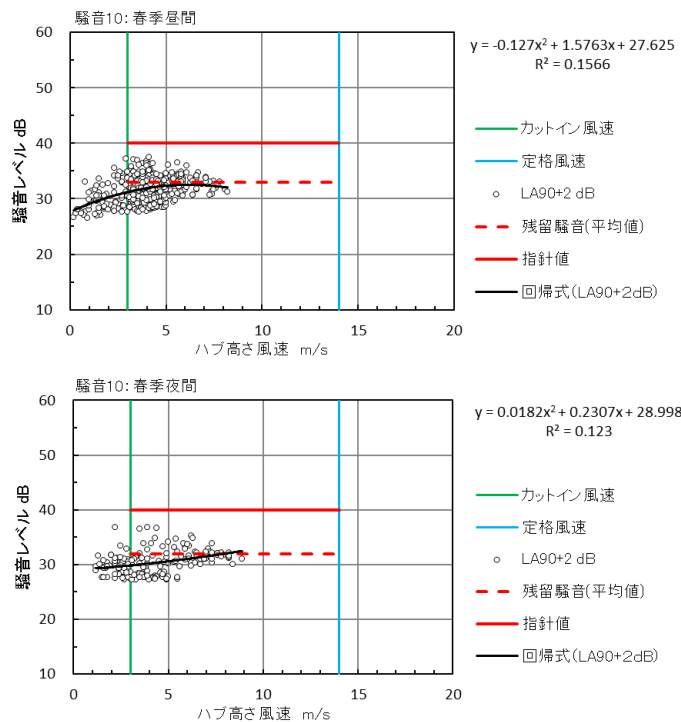 騒音10:春季昼間
60
50
40
30
20
10
騒音レベル dB
0
5
10
15
20
ハブ高さ風速 m/s
y = -0.127x² + 1.5763x + 27.625
R² = 0.1566
カットイン風速
定格風速
LA90+2 dB
残留騒音(平均値)
指針値
回帰式(LA90+2dB)
騒音10:春季夜間
60
50
40
30
20
10
騒音レベル dB
0
5
10
15
20
ハブ高さ風速 m/s
y = 0.0182x² + 0.2307x + 28.998
R² = 0.123
カットイン風速
定格風速
LA90+2 dB
残留騒音(平均値)
指針値
回帰式(LA90+2dB)